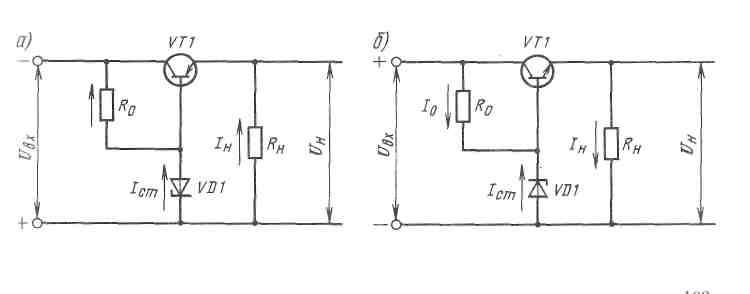 а) VT1 б) VT1
− + 
R₀ I₀ R₀
Uвх Iн Rн Uн Uвх Iн Rн Uн
Iст VD1 Iст VD1
+ −